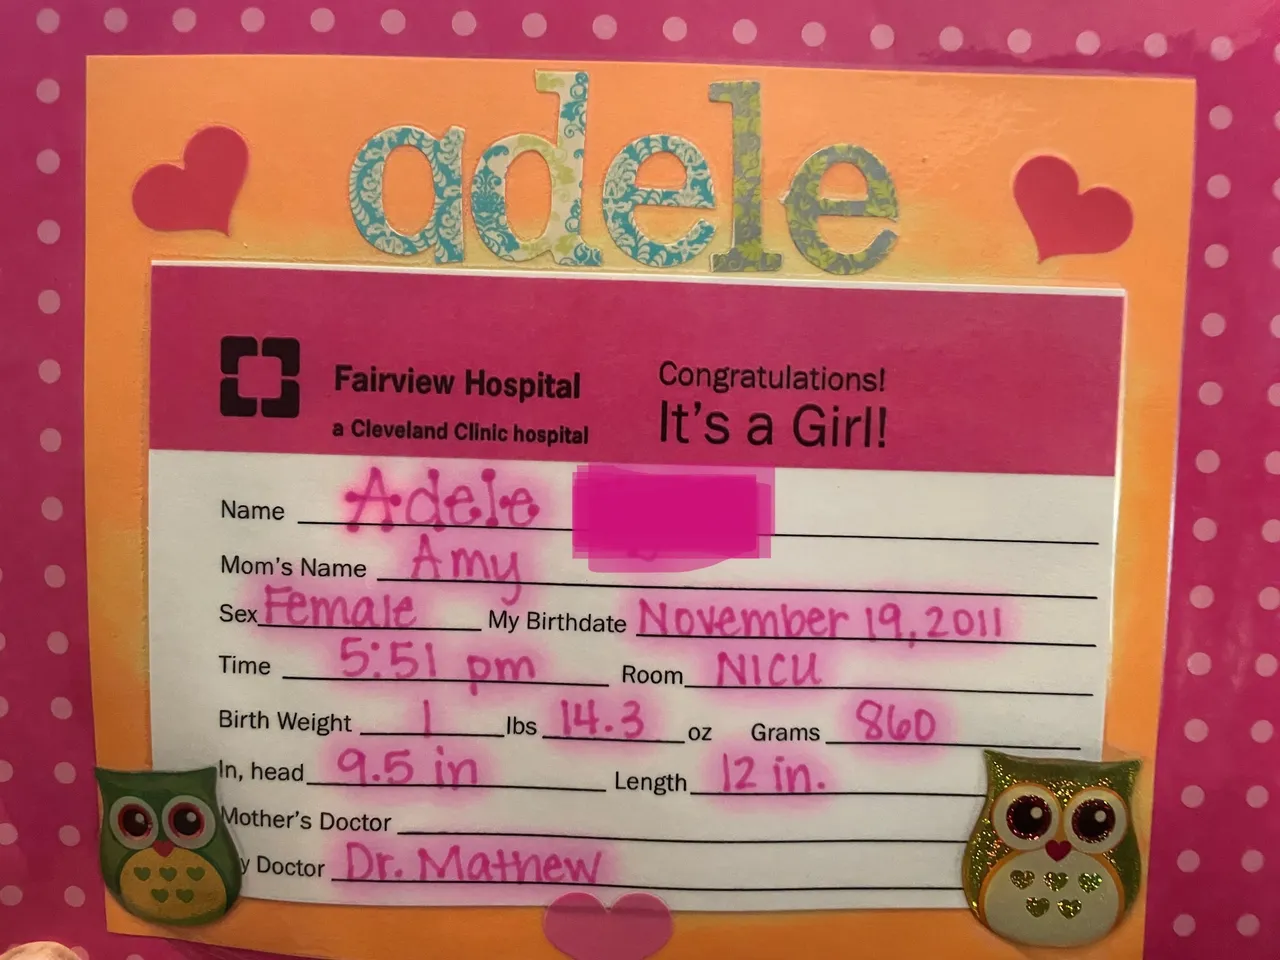 adele
Fairview Hospital
a Cleveland Clinic hospital
Congratulations!
It's a Girl!
Name Adele
Mom's Name Amy
Sex Female My Birthdate November 19, 2011
Time 5:51 pm Room NICU
Birth Weight 1 lbs 14.3 oz Grams 860
In, head 9.5 in Length 12 in.
Mother's Doctor
y Doctor Dr. Mathew